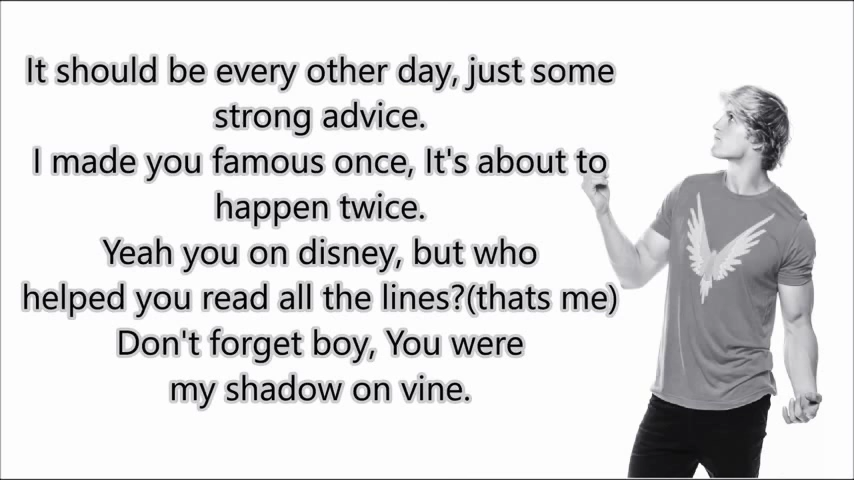 It should be every other day, just some
strong advice.
I made you famous once, It's about to
happen twice.
Yeah you on disney, but who
helped you read all the lines?(thats me)
Don't forget boy, You were
my shadow on vine.